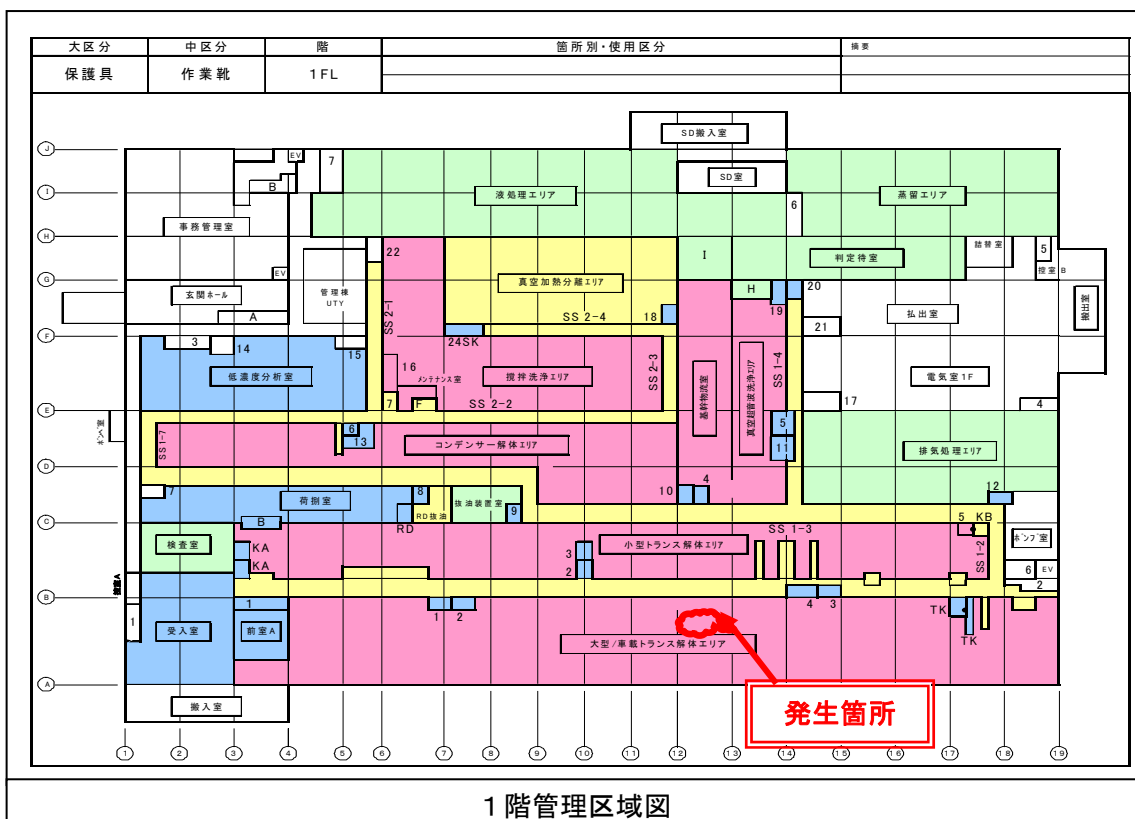 大区分 中区分 階 箇所別・使用区分 摘要
保護具 作業靴 1FL
SD搬入室
J
EV 7 SD室
I
B 液処理エリア 6 蒸留エリア
事務管理室
H
22 I 判定待室 詰替室 5
控室B
G
EV 真空加熱分離エリア H 20
玄関ホール 管理棟 UTY SS 2-1 19 払出室 搬出室
A SS 2-4 18 21
F
3 14 15 24SK
低濃度分析室 16 メンテナンス室 撹拌洗浄エリア SS 2-3 基幹物流室 真空超音波洗浄エリア SS 1-4 電気室1F
7 F SS 2-2 17 4
E
ボンベ室 SS1-7 6 13 コンデンサー解体エリア 5 11 排気処理エリア
D
7 荷捌室 8 抜油装置室 10 4 12
RD RD抜油 9
C
B SS 1-3 5 KB
検査室 KA 3 小型トランス解体エリア SS 1-2 ポンプ室
KA 2 6 EV
控室A 2
B
1 1 1 2 4 3 TK
受入室 前室A 大型/車載トランス解体エリア TK
A
搬入室 発生箇所
1 2 3 4 5 6 7 8 9 10 11 12 13 14 15 16 17 18 19
1階管理区域図